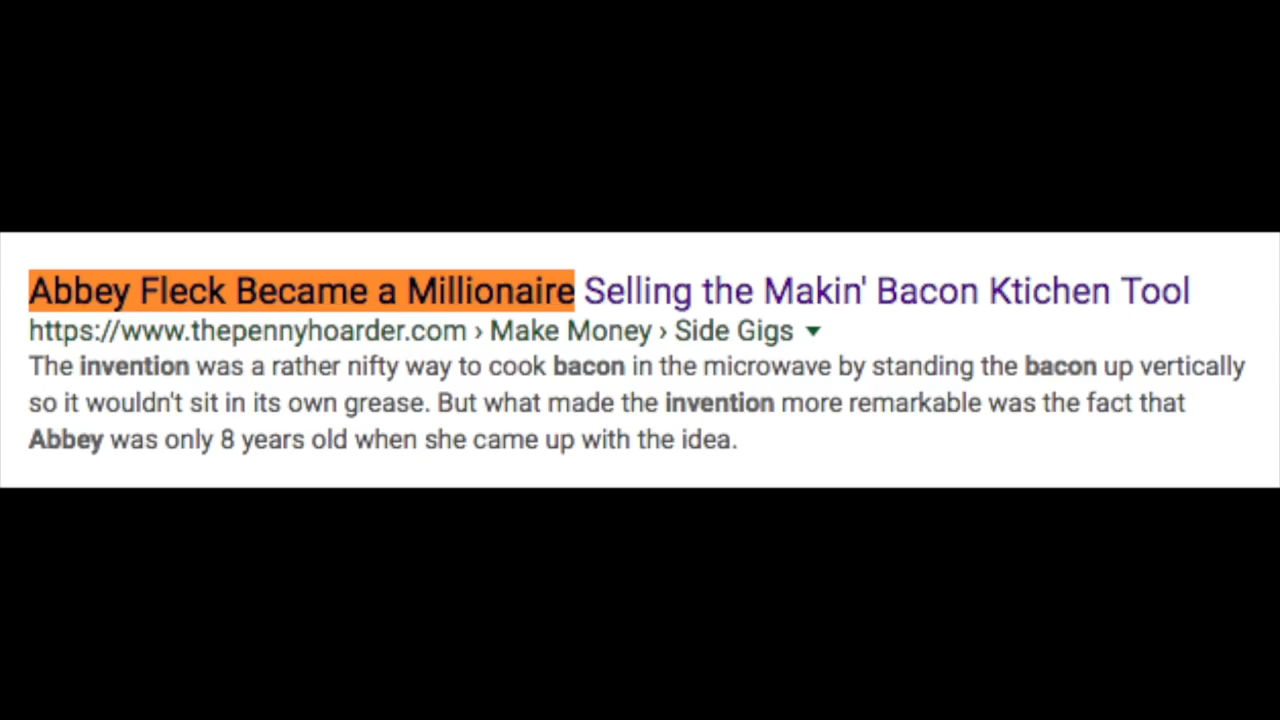 Abbey Fleck Became a Millionaire Selling the Makin' Bacon Ktichen Tool
https://www.thepennyhoarder.com › Make Money › Side Gigs
The invention was a rather nifty way to cook bacon in the microwave by standing the bacon up vertically
so it wouldn't sit in its own grease. But what made the invention more remarkable was the fact that
Abbey was only 8 years old when she came up with the idea.